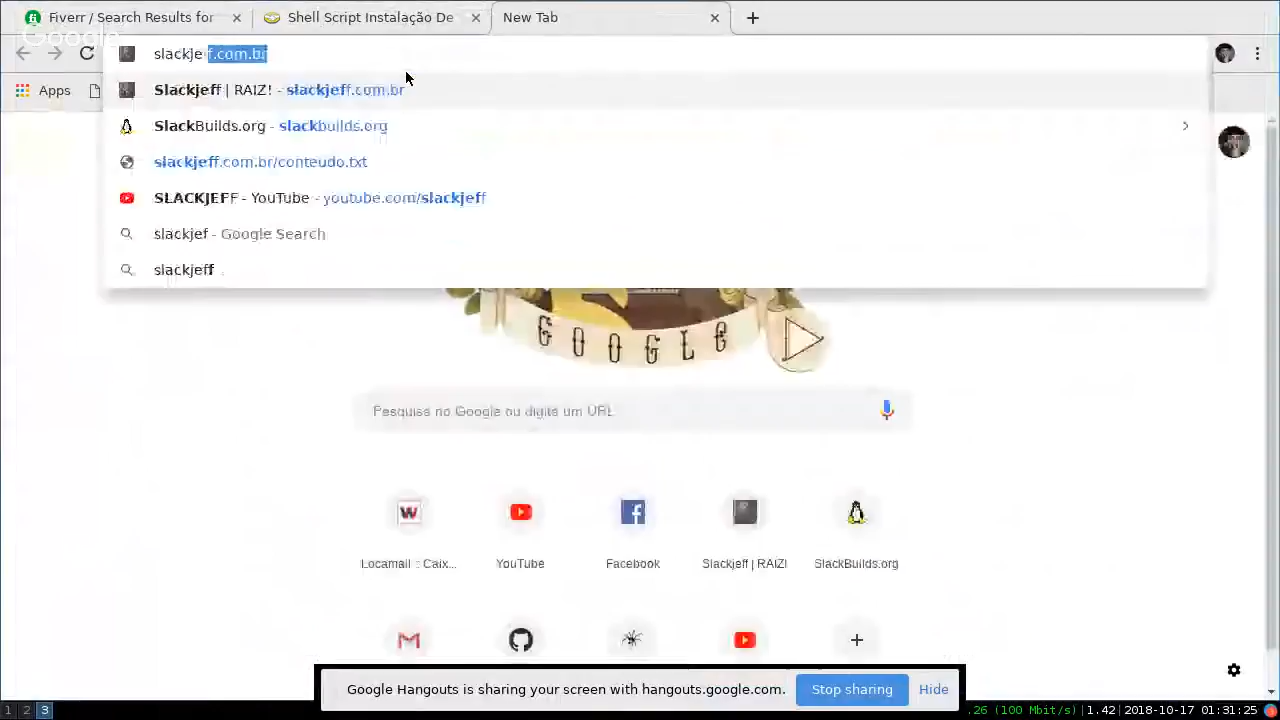 Fiverr / Search Results for
Shell Script Instalação De
New Tab
slackjeff.com.br
Apps
Slackjeff | RAIZ! - slackjeff.com.br
SlackBuilds.org - slackbuilds.org
slackjeff.com.br/conteudo.txt
SLACKJEFF - YouTube - youtube.com/slackjeff
slackjef - Google Search
slackjeff
GOOGLE
Pesquise no Google ou digite um URL
Locamail :: Caix...
YouTube
Facebook
Slackjeff | RAIZ!
SlackBuilds.org
Google Hangouts is sharing your screen with hangouts.google.com.
Stop sharing
Hide
1 2 3
.26 (100 Mbit/s)|1.42|2018-10-17 01:31:25